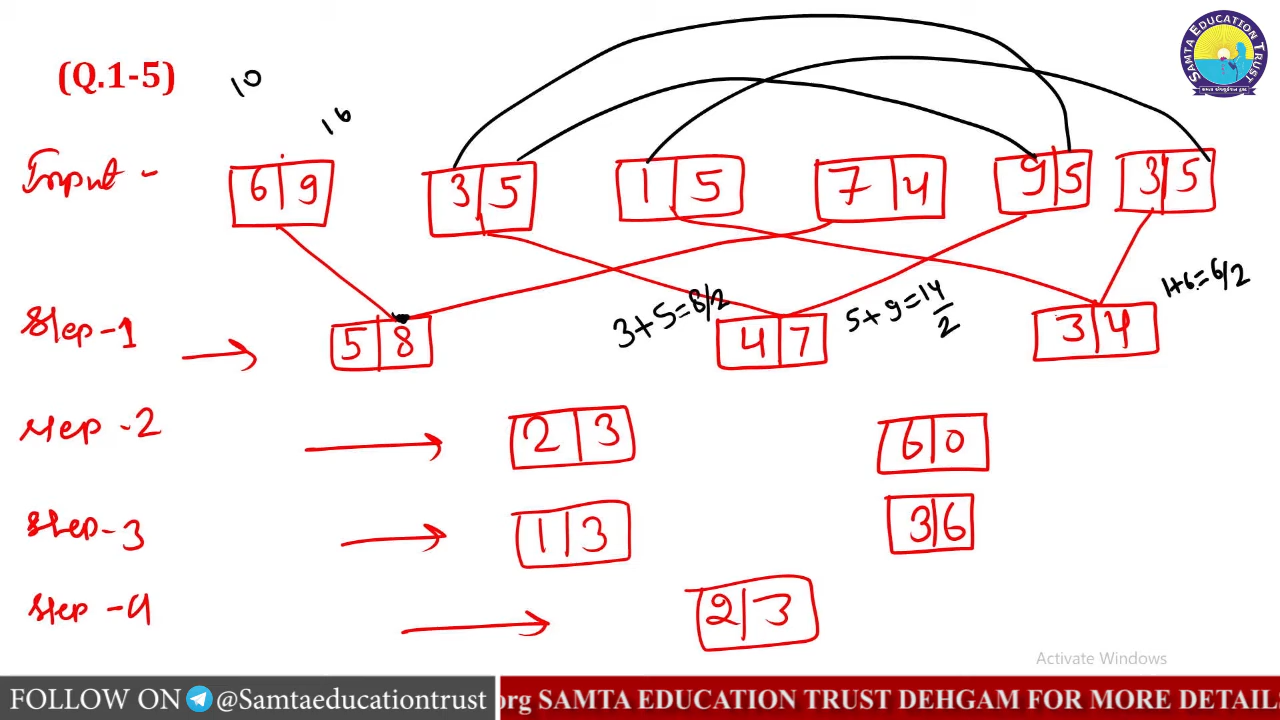 SAMTA EDUCATION TRUST
(Q.1-5)
10
16
Input - 6|9 3|5 1|5 7|4 9|5 3|5
Step-1 → 5|8 3+5=8/2 4|7 5+9=14/2 3|4 1+6=6/2
Step-2 → 2|3 6|0
Step-3 → 1|3 3|6
Step-4 → 2|3
Activate Windows
FOLLOW ON @Samtaeducationtrust org SAMTA EDUCATION TRUST DEHGAM FOR MORE DETAIL